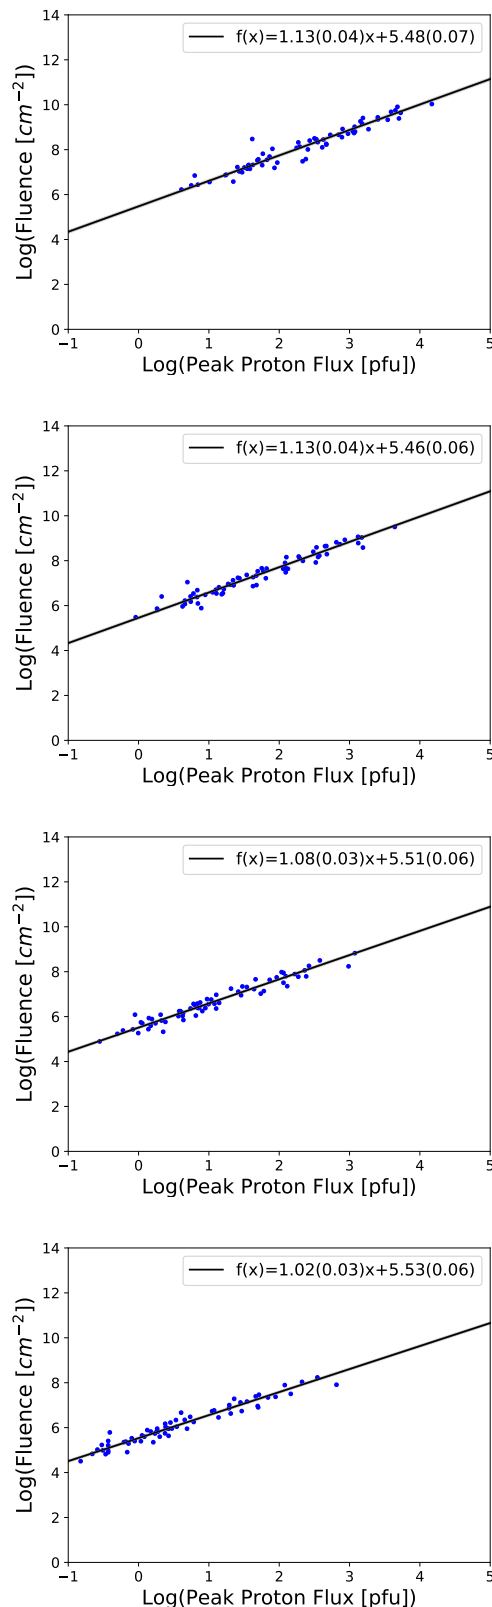 f(x)=1.13(0.04)x+5.48(0.07)
14
12
10
8
6
4
2
0
Log(Fluence [cm⁻²])
−1 0 1 2 3 4 5
Log(Peak Proton Flux [pfu])
f(x)=1.13(0.04)x+5.46(0.06)
14
12
10
8
6
4
2
0
Log(Fluence [cm⁻²])
−1 0 1 2 3 4 5
Log(Peak Proton Flux [pfu])
f(x)=1.08(0.03)x+5.51(0.06)
14
12
10
8
6
4
2
0
Log(Fluence [cm⁻²])
−1 0 1 2 3 4 5
Log(Peak Proton Flux [pfu])
f(x)=1.02(0.03)x+5.53(0.06)
14
12
10
8
6
4
2
0
Log(Fluence [cm⁻²])
−1 0 1 2 3 4 5
Log(Peak Proton Flux [pfu])